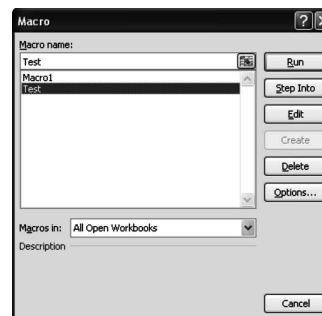 Macro
Macro name:
Test
Run
Macro1
Test
Step Into
Edit
Create
Delete
Options...
Macros in: All Open Workbooks
Description
Cancel